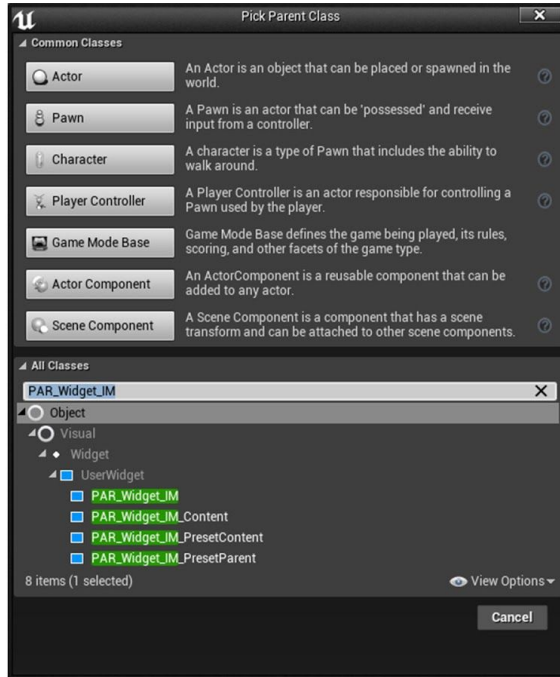 Pick Parent Class
Common Classes
Actor
An Actor is an object that can be placed or spawned in the
world.
Pawn
A Pawn is an actor that can be 'possessed' and receive
input from a controller.
Character
A character is a type of Pawn that includes the ability to
walk around.
Player Controller
A Player Controller is an actor responsible for controlling a
Pawn used by the player.
Game Mode Base
Game Mode Base defines the game being played, its rules,
scoring, and other facets of the game type.
Actor Component
An ActorComponent is a reusable component that can be
added to any actor.
Scene Component
A Scene Component is a component that has a scene
transform and can be attached to other scene components.
All Classes
PAR_Widget_IM
Object
Visual
Widget
UserWidget
PAR_Widget_IM
PAR_Widget_IM_Content
PAR_Widget_IM_PresetContent
PAR_Widget_IM_PresetParent
8 items (1 selected)
View Options
Cancel